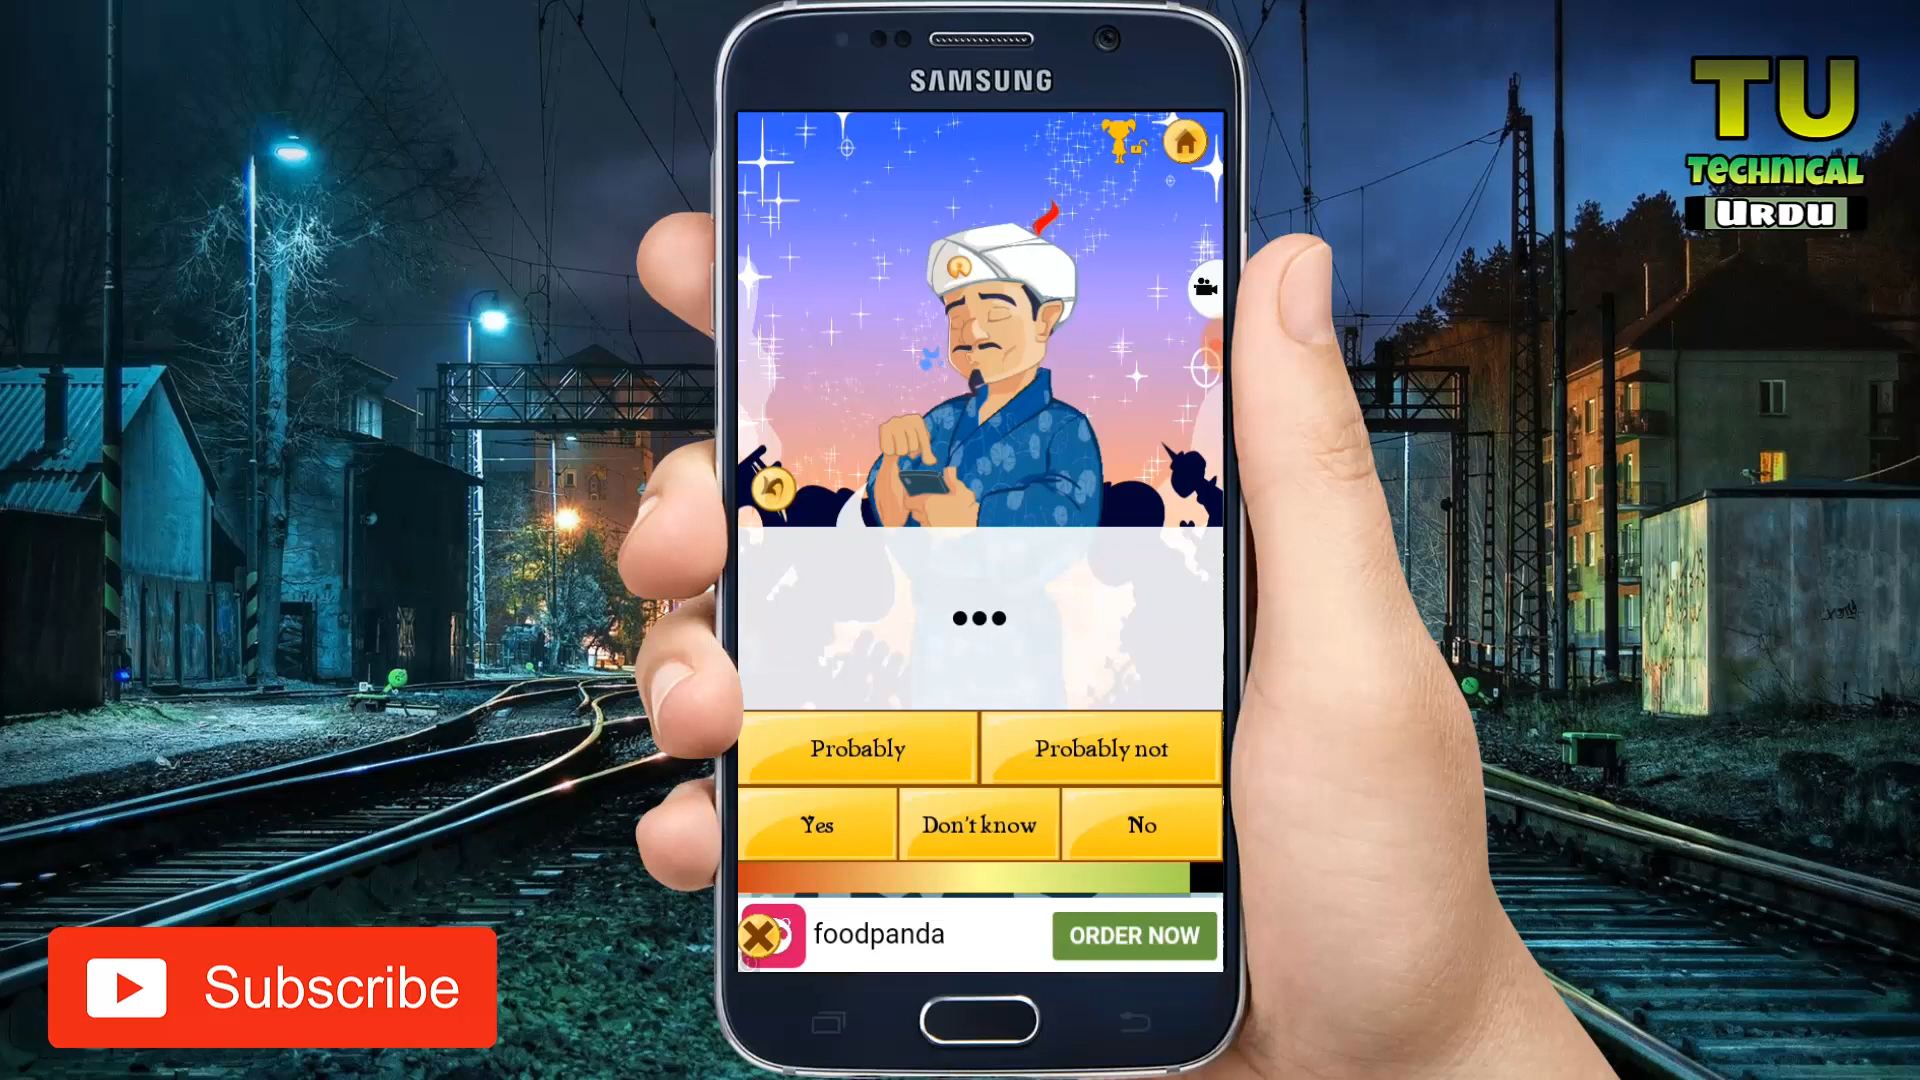 SAMSUNG
TU
TECHNICAL
URDU
•••
Probably
Probably not
Yes
Don't know
No
foodpanda
ORDER NOW
Subscribe